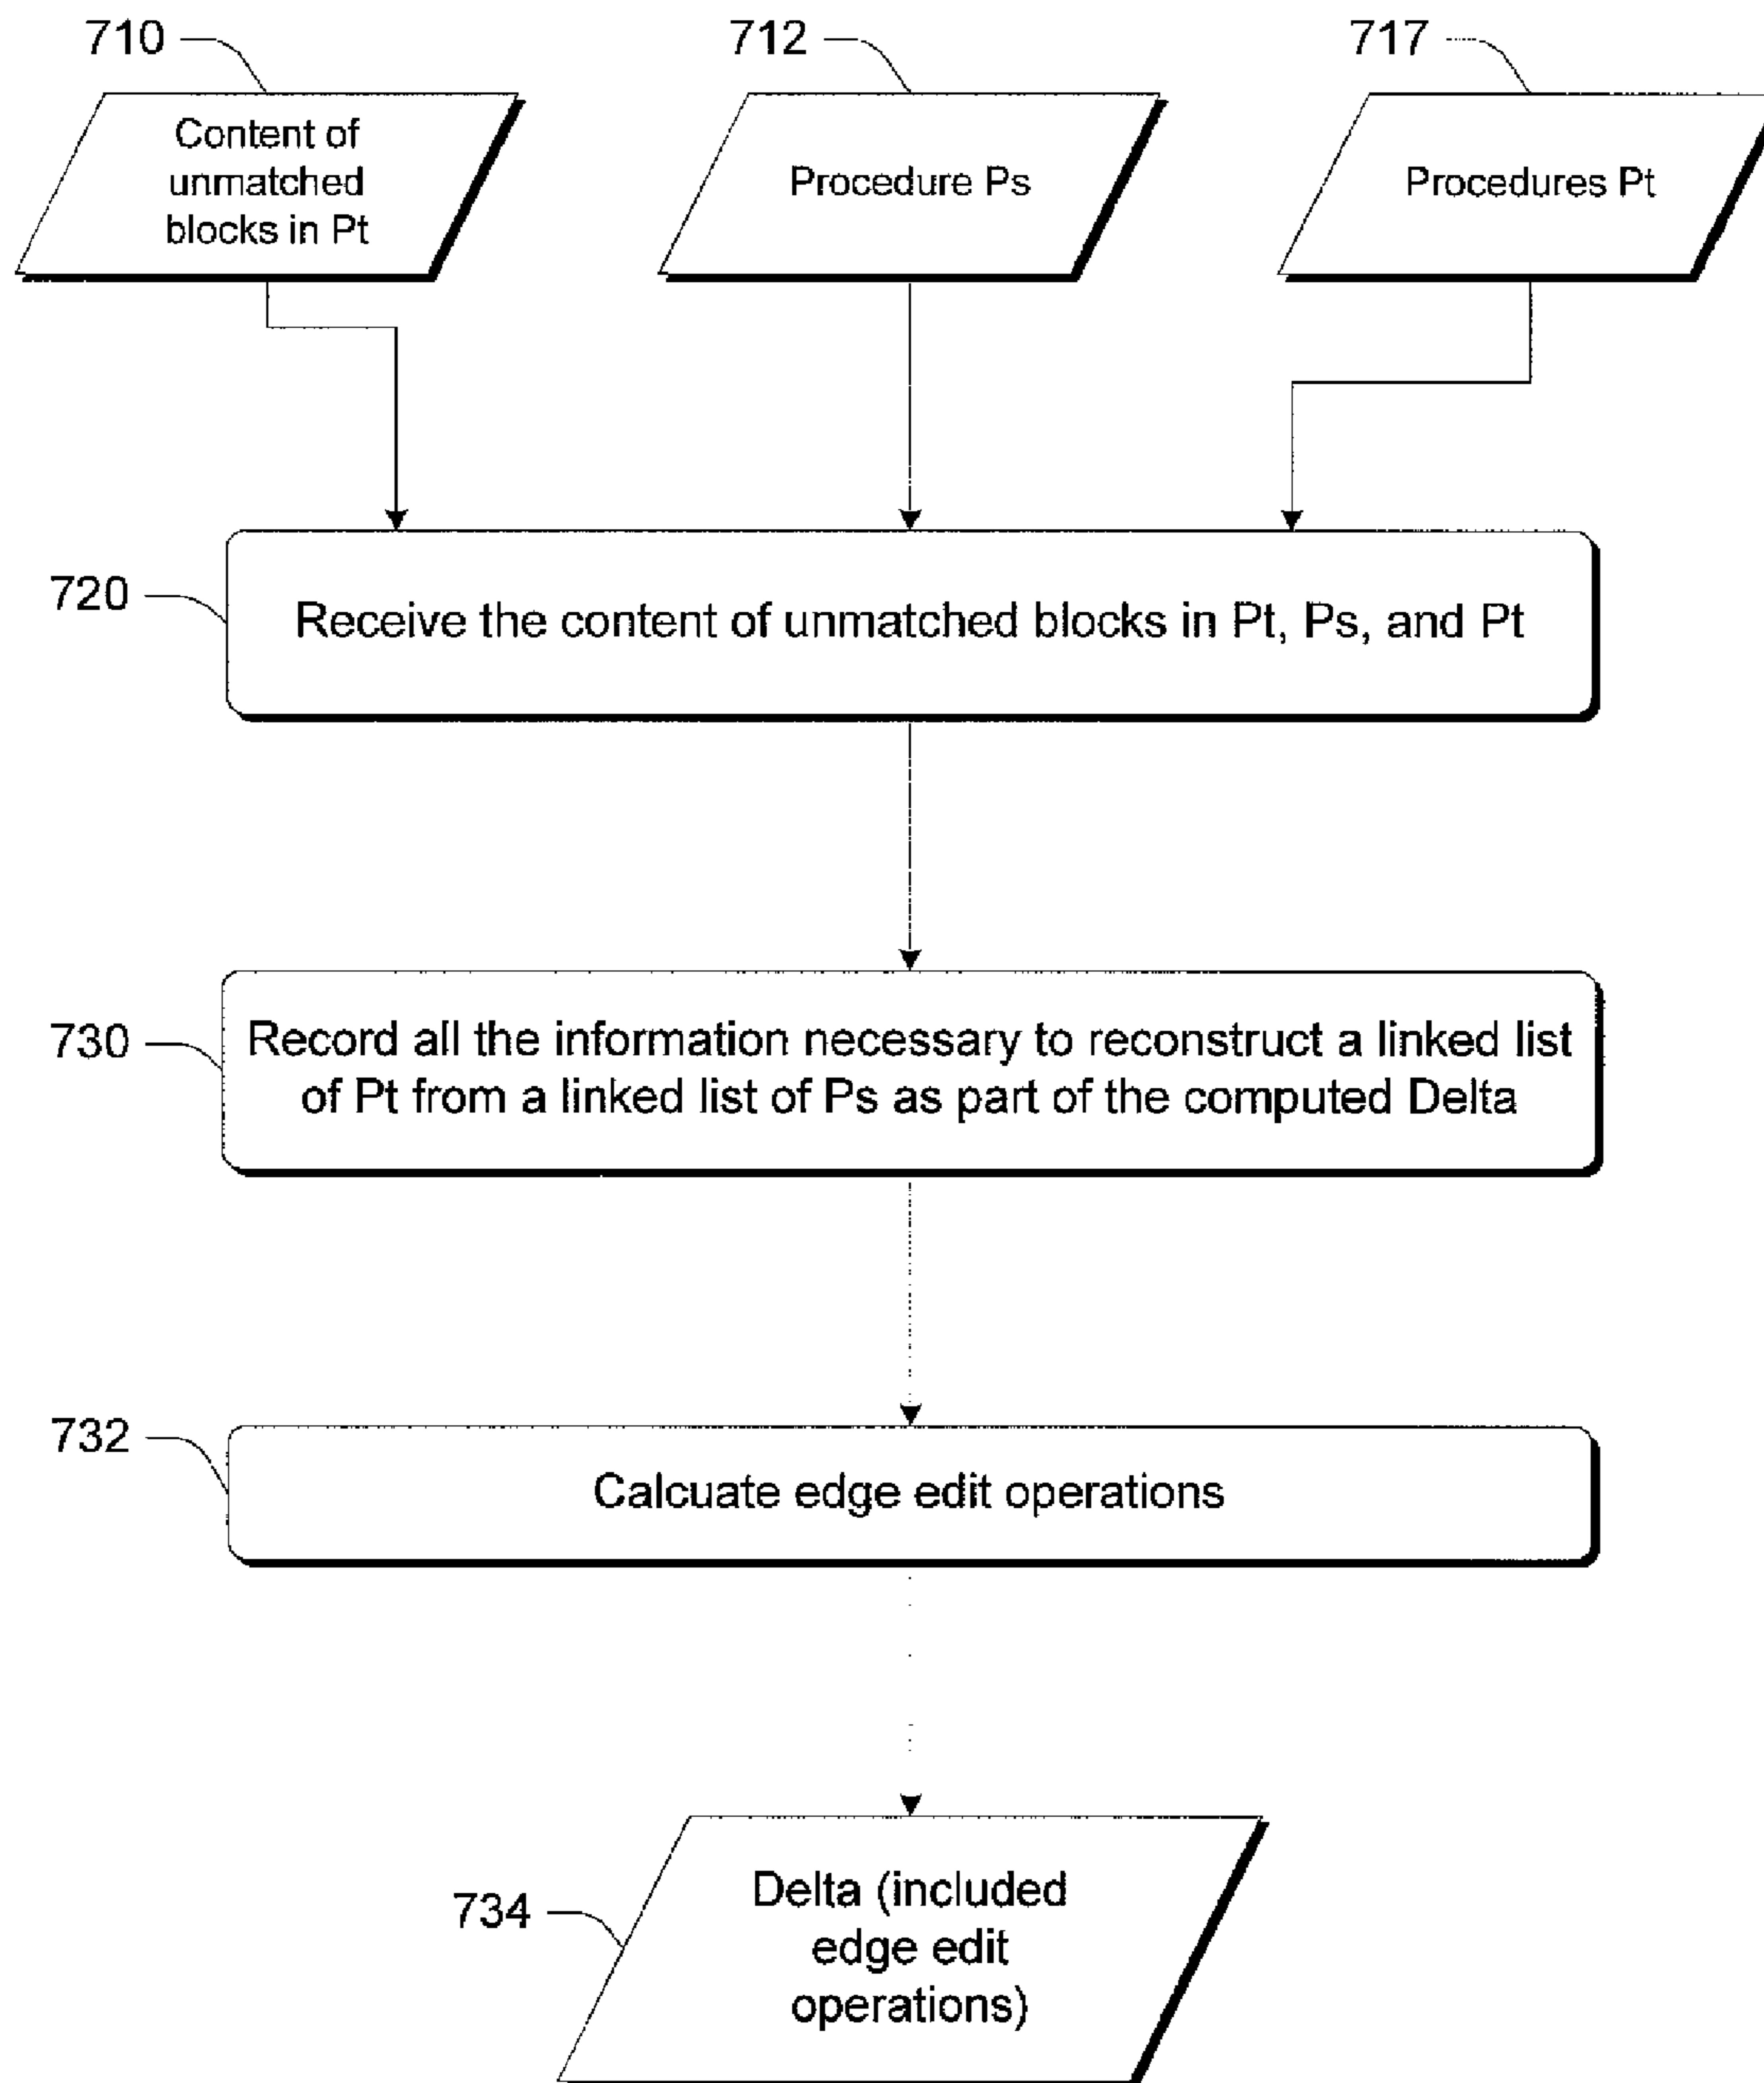 710
712
717
Content of
unmatched
blocks in Pt
Procedure Ps
Procedures Pt
720
Receive the content of unmatched blocks in Pt, Ps, and Pt
730
Record all the information necessary to reconstruct a linked list
of Pt from a linked list of Ps as part of the computed Delta
732
Calcuate edge edit operations
734
Delta (included
edge edit
operations)